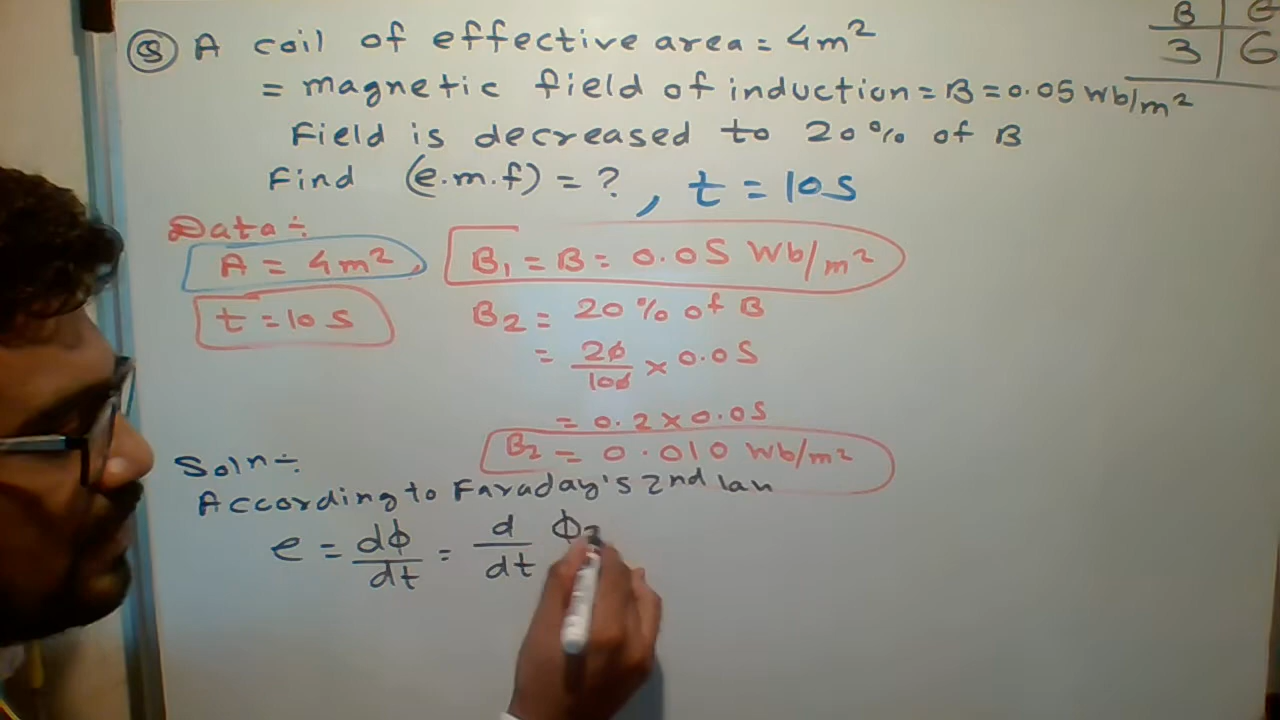 Q A coil of effective area = 4m²
B E
3 6
= magnetic field of induction = B = 0.05 Wb/m²
Field is decreased to 20% of B
Find (e.m.f) = ? , t = 10s
Data ÷
A = 4m², B₁ = B = 0.05 Wb/m²
t = 10 s B₂ = 20% of B
= 20/100 × 0.05
= 0.2 × 0.05
B₂ = 0.010 Wb/m²
Soln ÷
According to Faraday's 2nd law
e = dϕ/dt = d/dt ϕ